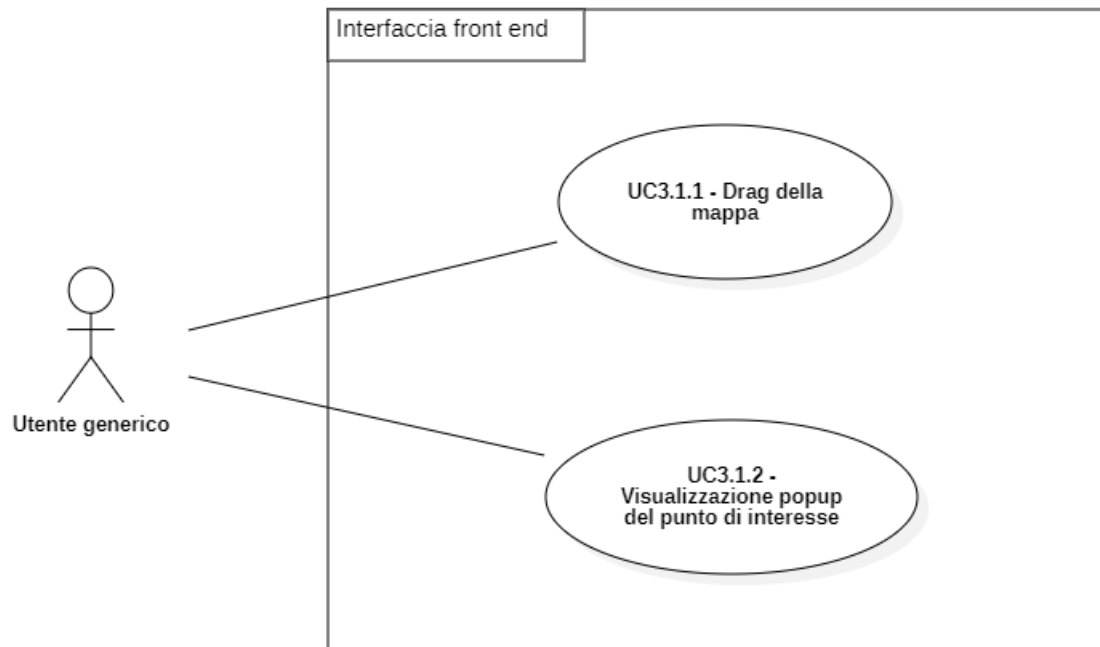 Interfaccia front end
UC3.1.1 - Drag della
mappa
Utente generico
UC3.1.2 -
Visualizzazione popup
del punto di interesse